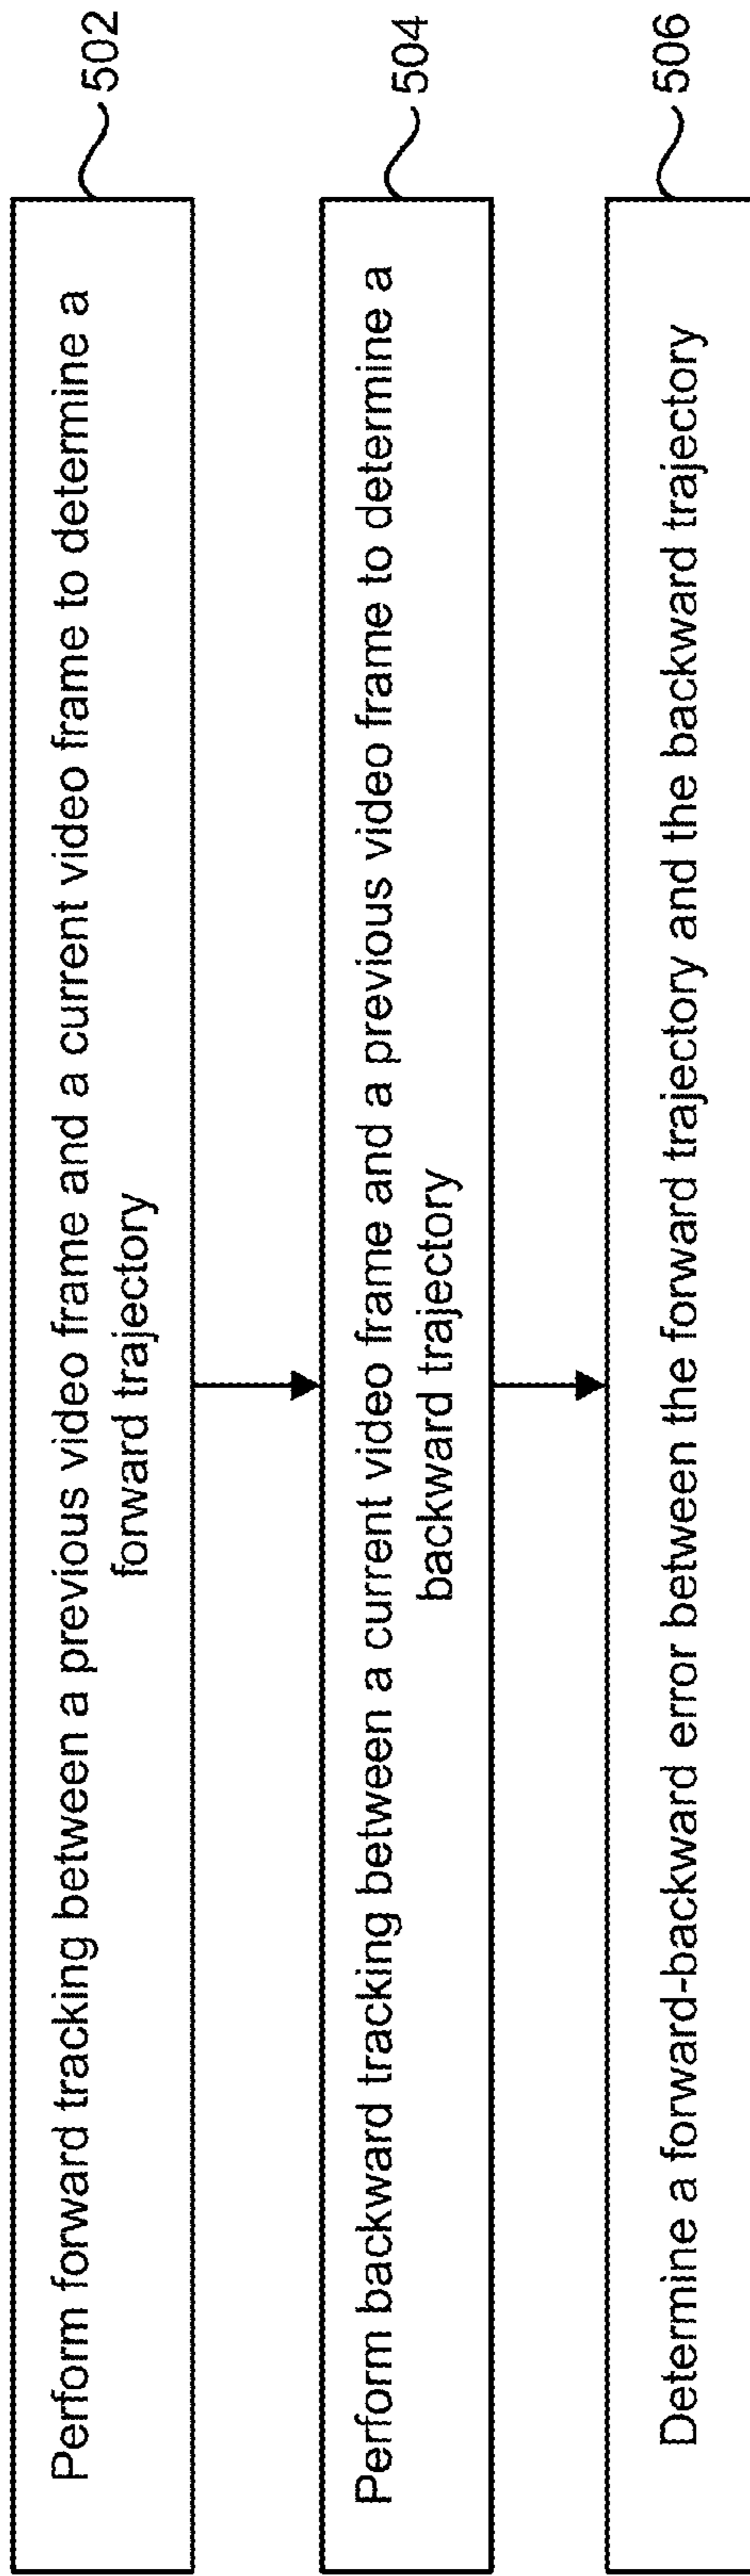 Perform forward tracking between a previous video frame and a current video frame to determine a
forward trajectory
502
Perform backward tracking between a current video frame and a previous video frame to determine a
backward trajectory
504
Determine a forward-backward error between the forward trajectory and the backward trajectory
506